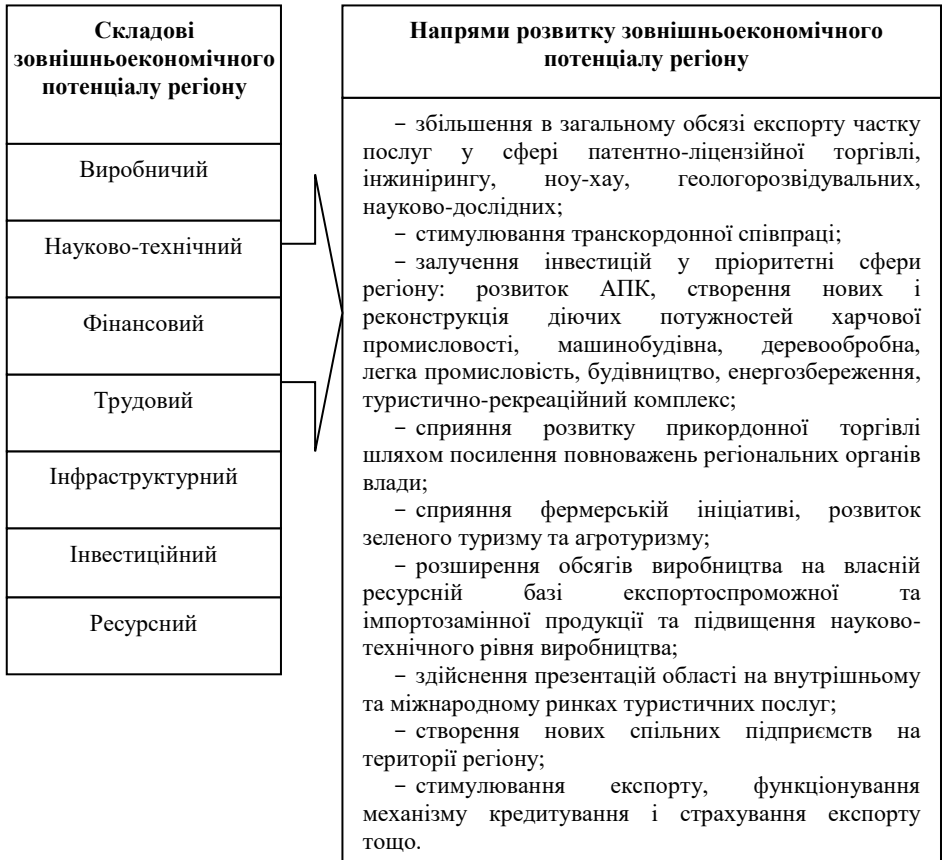 Складові
зовнішньоекономічного
потенціалу регіону
Виробничий
Науково-технічний
Фінансовий
Трудовий
Інфраструктурний
Інвестиційний
Ресурсний
Напрями розвитку зовнішньоекономічного
потенціалу регіону
− збільшення в загальному обсязі експорту частку
послуг у сфері патентно-ліцензійної торгівлі,
інжинірингу, ноу-хау, геологорозвідувальних,
науково-дослідних;
− стимулювання транскордонної співпраці;
− залучення інвестицій у пріоритетні сфери
регіону: розвиток АПК, створення нових і
реконструкція діючих потужностей харчової
промисловості, машинобудівна, деревообробна,
легка промисловість, будівництво, енергозбереження,
туристично-рекреаційний комплекс;
− сприяння розвитку прикордонної торгівлі
шляхом посилення повноважень регіональних органів
влади;
− сприяння фермерській ініціативі, розвиток
зеленого туризму та агротуризму;
− розширення обсягів виробництва на власній
ресурсній базі експортоспроможної та
імпортозамінної продукції та підвищення науково-
технічного рівня виробництва;
− здійснення презентацій області на внутрішньому
та міжнародному ринках туристичних послуг;
− створення нових спільних підприємств на
території регіону;
− стимулювання експорту, функціонування
механізму кредитування і страхування експорту
тощо.